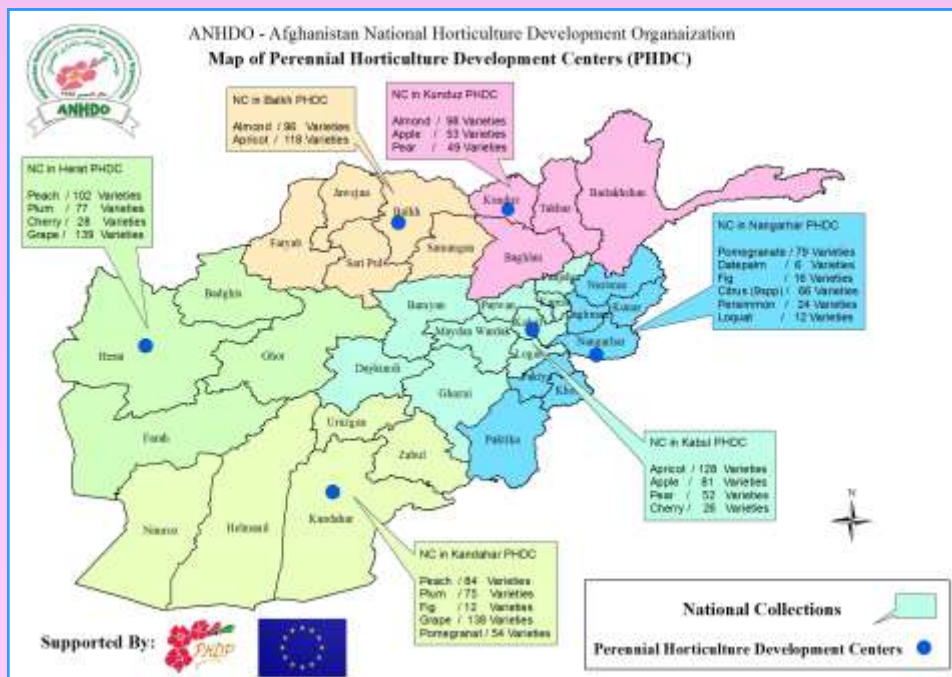 ANHDO - Afghanistan National Horticulture Development Organaization
Map of Perennial Horticulture Development Centers (PHDC)
ANHDO
NC in Balkh PHDC
Almond / 96 Varieties
Apricot / 118 Varieties
NC in Kunduz PHDC
Almond / 98 Varieties
Apple / 53 Varieties
Pear / 49 Varieties
NC in Herat PHDC
Peach / 102 Varieties
Plum / 77 Varieties
Cherry / 28 Varieties
Grape / 139 Varieties
NC in Nangarhar PHDC
Pomegranate / 79 Varieties
Datepalm / 6 Varieties
Fig / 16 Varieties
Citrus (9spp) / 66 Varieties
Persimmon / 24 Varieties
Loquat / 12 Varieties
Jawzjan
Balkh
Kunduz
Takhar
Badakhshan
Faryab
Sari Pul
Samangan
Baghlan
Badghis
Bamyan
Parwan
Nuristan
Kunar
Herat
Ghor
Maydan Wardak
Kabul
Laghman
Nangarhar
Daykundi
Logar
Ghazni
Paktya
Khost
Farah
Uruzgan
Paktika
Zabul
Nimroz
Helmand
Kandahar
NC in Kabul PHDC
Apricot / 128 Varieties
Apple / 81 Varieties
Pear / 52 Varieties
Cherry / 26 Varieties
N
NC in Kandahar PHDC
Peach / 84 Varieties
Plum / 75 Varieties
Fig / 12 Varieties
Grape / 138 Varieties
Pomegranat / 54 Varieties
National Collections
Perennial Horticulture Development Centers
Supported By:
PHDP